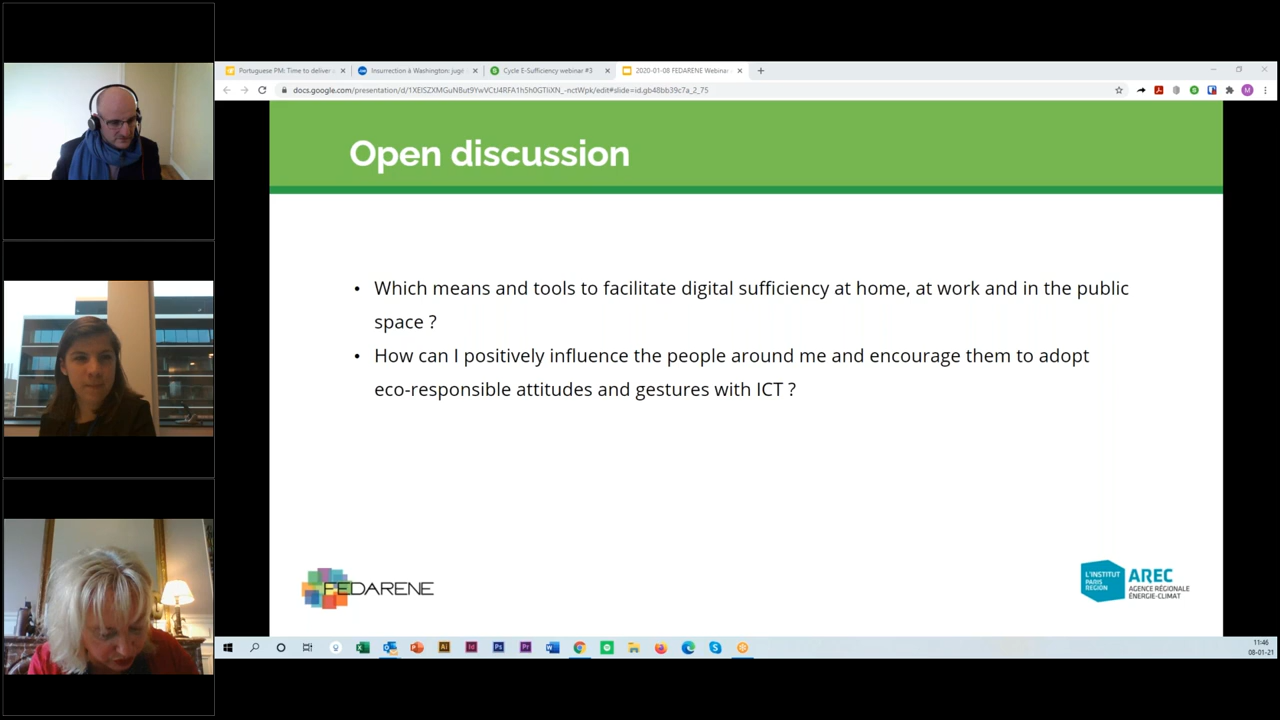 Portuguese PM: Time to deliver
Insurrection à Washington: juge
Cycle E-Sufficiency webinar #3
2020-01-08 FEDARENE Webinar
Open discussion
• Which means and tools to facilitate digital sufficiency at home, at work and in the public
space ?
• How can I positively influence the people around me and encourage them to adopt
eco-responsible attitudes and gestures with ICT ?
FEDARENE
L'INSTITUT
PARIS
REGION
AREC
AGENCE RÉGIONALE
ÉNERGIE-CLIMAT
11:46
08-01-21